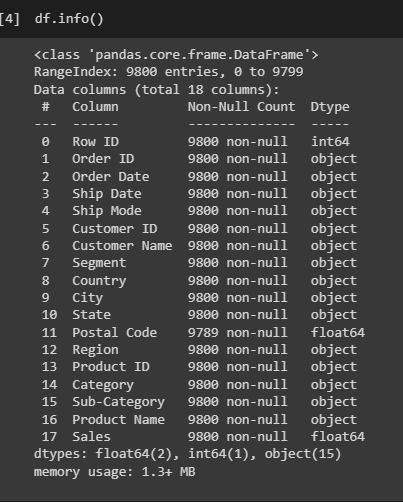 [4] df.info()
<class 'pandas.core.frame.DataFrame'>
RangeIndex: 9800 entries, 0 to 9799
Data columns (total 18 columns):
 #   Column         Non-Null Count  Dtype
---  ------         --------------  -----
 0   Row ID         9800 non-null   int64
 1   Order ID       9800 non-null   object
 2   Order Date     9800 non-null   object
 3   Ship Date      9800 non-null   object
 4   Ship Mode      9800 non-null   object
 5   Customer ID    9800 non-null   object
 6   Customer Name  9800 non-null   object
 7   Segment        9800 non-null   object
 8   Country        9800 non-null   object
 9   City           9800 non-null   object
 10  State          9800 non-null   object
 11  Postal Code    9789 non-null   float64
 12  Region         9800 non-null   object
 13  Product ID     9800 non-null   object
 14  Category       9800 non-null   object
 15  Sub-Category   9800 non-null   object
 16  Product Name   9800 non-null   object
 17  Sales          9800 non-null   float64
dtypes: float64(2), int64(1), object(15)
memory usage: 1.3+ MB